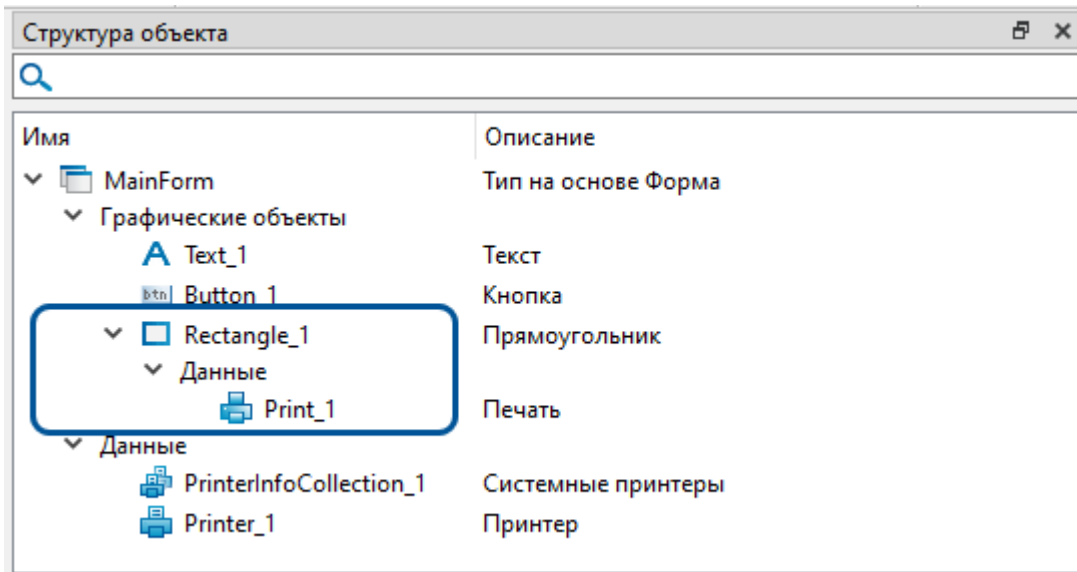 Структура объекта
Имя Описание
MainForm Тип на основе Форма
Графические объекты
A Text_1 Текст
btn Button_1 Кнопка
Rectangle_1 Прямоугольник
Данные
Print_1 Печать
Данные
PrinterInfoCollection_1 Системные принтеры
Printer_1 Принтер